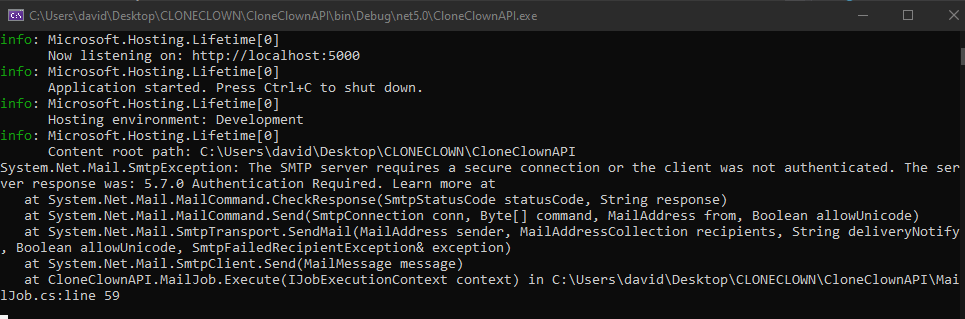 C:\Users\david\Desktop\CLONECLOWN\CloneClownAPI\bin\Debug\net5.0\CloneClownAPI.exe
info: Microsoft.Hosting.Lifetime[0]
      Now listening on: http://localhost:5000
info: Microsoft.Hosting.Lifetime[0]
      Application started. Press Ctrl+C to shut down.
info: Microsoft.Hosting.Lifetime[0]
      Hosting environment: Development
info: Microsoft.Hosting.Lifetime[0]
      Content root path: C:\Users\david\Desktop\CLONECLOWN\CloneClownAPI
System.Net.Mail.SmtpException: The SMTP server requires a secure connection or the client was not authenticated. The ser
ver response was: 5.7.0 Authentication Required. Learn more at
   at System.Net.Mail.MailCommand.CheckResponse(SmtpStatusCode statusCode, String response)
   at System.Net.Mail.MailCommand.Send(SmtpConnection conn, Byte[] command, MailAddress from, Boolean allowUnicode)
   at System.Net.Mail.SmtpTransport.SendMail(MailAddress sender, MailAddressCollection recipients, String deliveryNotify
, Boolean allowUnicode, SmtpFailedRecipientException& exception)
   at System.Net.Mail.SmtpClient.Send(MailMessage message)
   at CloneClownAPI.MailJob.Execute(IJobExecutionContext context) in C:\Users\david\Desktop\CLONECLOWN\CloneClownAPI\Mai
lJob.cs:line 59